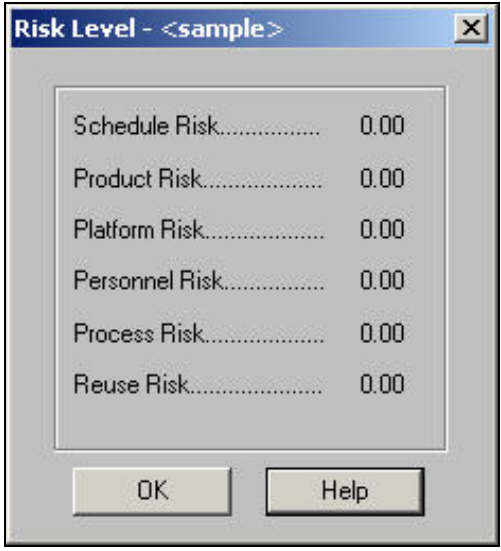 Risk Level - <sample>
Schedule Risk................ 0.00
Product Risk.................... 0.00
Platform Risk.................... 0.00
Personnel Risk................ 0.00
Process Risk.................... 0.00
Reuse Risk...................... 0.00
OK Help